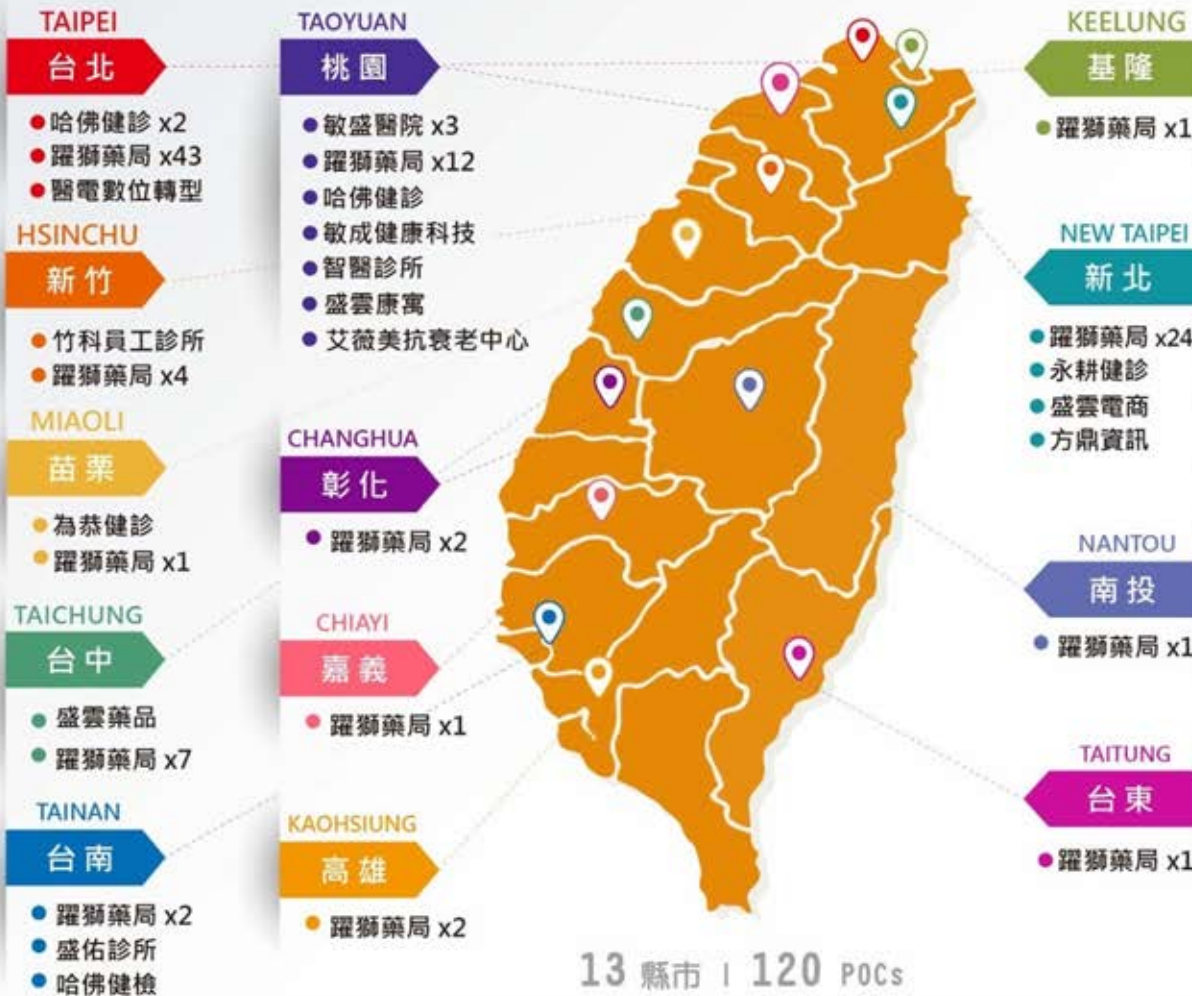 TAIPEI
台北
哈佛健診 x2
躍獅藥局 x43
醫電數位轉型
HSINCHU
新竹
竹科員工診所
躍獅藥局 x4
MIAOLI
苗栗
為恭健診
躍獅藥局 x1
TAICHUNG
台中
盛雲藥品
躍獅藥局 x7
TAINAN
台南
躍獅藥局 x2
盛佑診所
哈佛健檢
TAOYUAN
桃園
敏盛醫院 x3
躍獅藥局 x12
哈佛健診
敏成健康科技
智醫診所
盛雲康寓
艾薇美抗衰老中心
CHANGHUA
彰化
躍獅藥局 x2
CHIAYI
嘉義
躍獅藥局 x1
KAOHSIUNG
高雄
躍獅藥局 x2
KEELUNG
基隆
躍獅藥局 x1
NEW TAIPEI
新北
躍獅藥局 x24
永耕健診
盛雲電商
方鼎資訊
NANTOU
南投
躍獅藥局 x1
TAITUNG
台東
躍獅藥局 x1
13 縣市 | 120 POCs